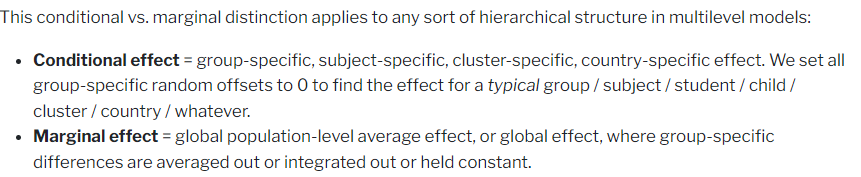 This conditional vs. marginal distinction applies to any sort of hierarchical structure in multilevel models:
• Conditional effect = group-specific, subject-specific, cluster-specific, country-specific effect. We set all
group-specific random offsets to 0 to find the effect for a typical group / subject / student / child /
cluster / country / whatever.
• Marginal effect = global population-level average effect, or global effect, where group-specific
differences are averaged out or integrated out or held constant.